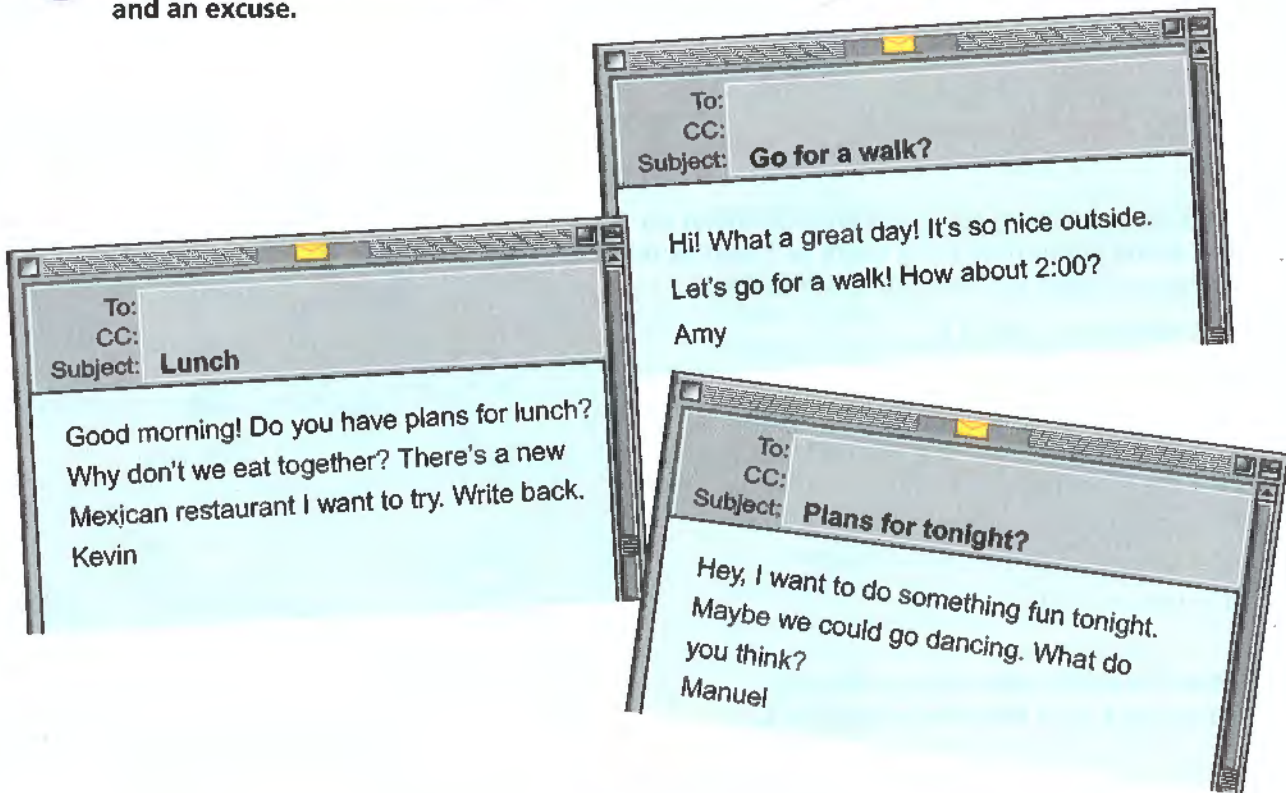 and an excuse.
To:
CC:
Subject: Go for a walk?
Hi! What a great day! It's so nice outside.
Let's go for a walk! How about 2:00?
Amy
To:
CC:
Subject: Lunch
Good morning! Do you have plans for lunch?
Why don't we eat together? There's a new
Mexican restaurant I want to try. Write back.
Kevin
To:
CC:
Subject: Plans for tonight?
Hey, I want to do something fun tonight.
Maybe we could go dancing. What do
you think?
Manuel